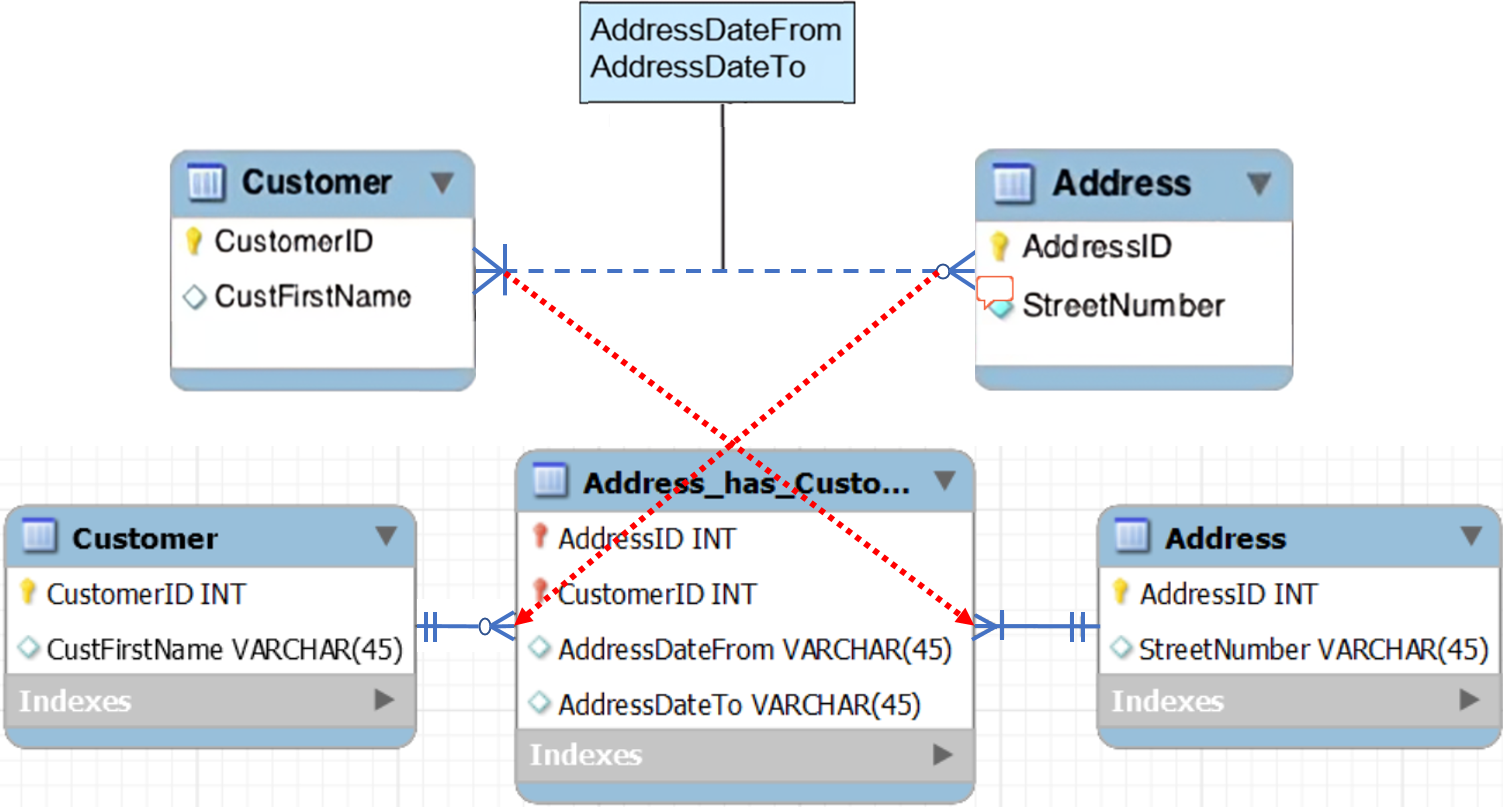 AddressDateFrom
AddressDateTo
Customer
CustomerID
CustFirstName
Address
AddressID
StreetNumber
Customer
CustomerID INT
CustFirstName VARCHAR(45)
Indexes
Address_has_Custo...
AddressID INT
CustomerID INT
AddressDateFrom VARCHAR(45)
AddressDateTo VARCHAR(45)
Indexes
Address
AddressID INT
StreetNumber VARCHAR(45)
Indexes